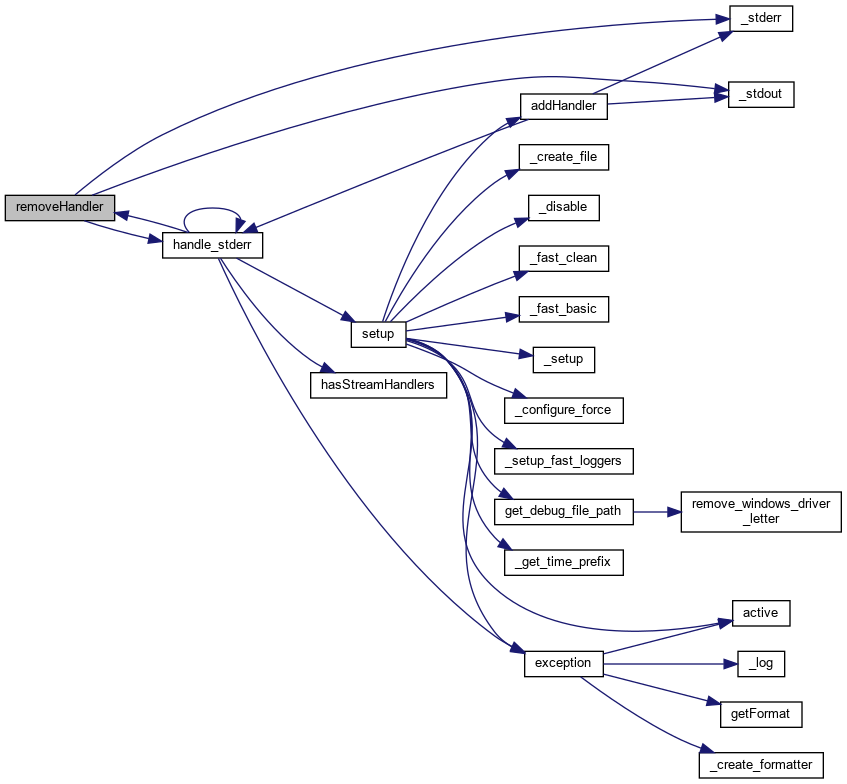 _stderr
_stdout
addHandler
_create_file
removeHandler
_disable
handle_stderr
_fast_clean
_fast_basic
setup
_setup
hasStreamHandlers
_configure_force
_setup_fast_loggers
get_debug_file_path
remove_windows_driver
_letter
_get_time_prefix
active
exception
_log
getFormat
_create_formatter